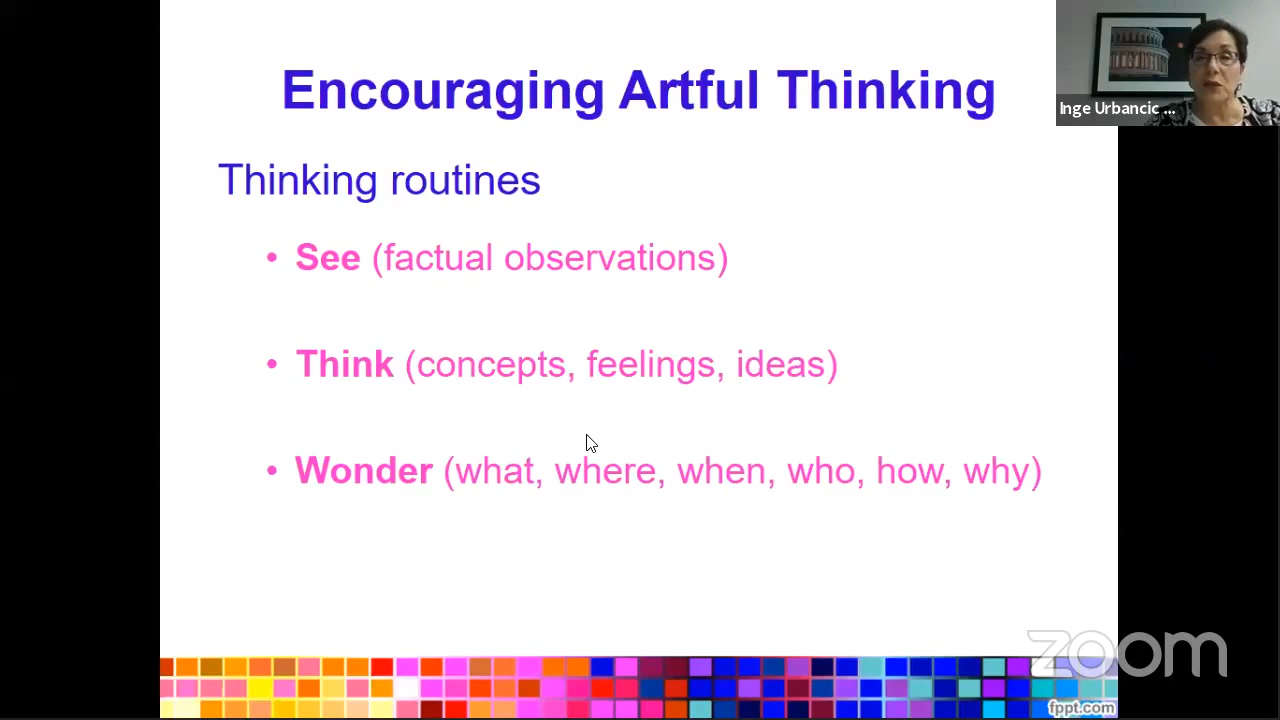 Encouraging Artful Thinking
Inge Urbancic ...
Thinking routines
• See (factual observations)
• Think (concepts, feelings, ideas)
• Wonder (what, where, when, who, how, why)
zoom
fppt.com